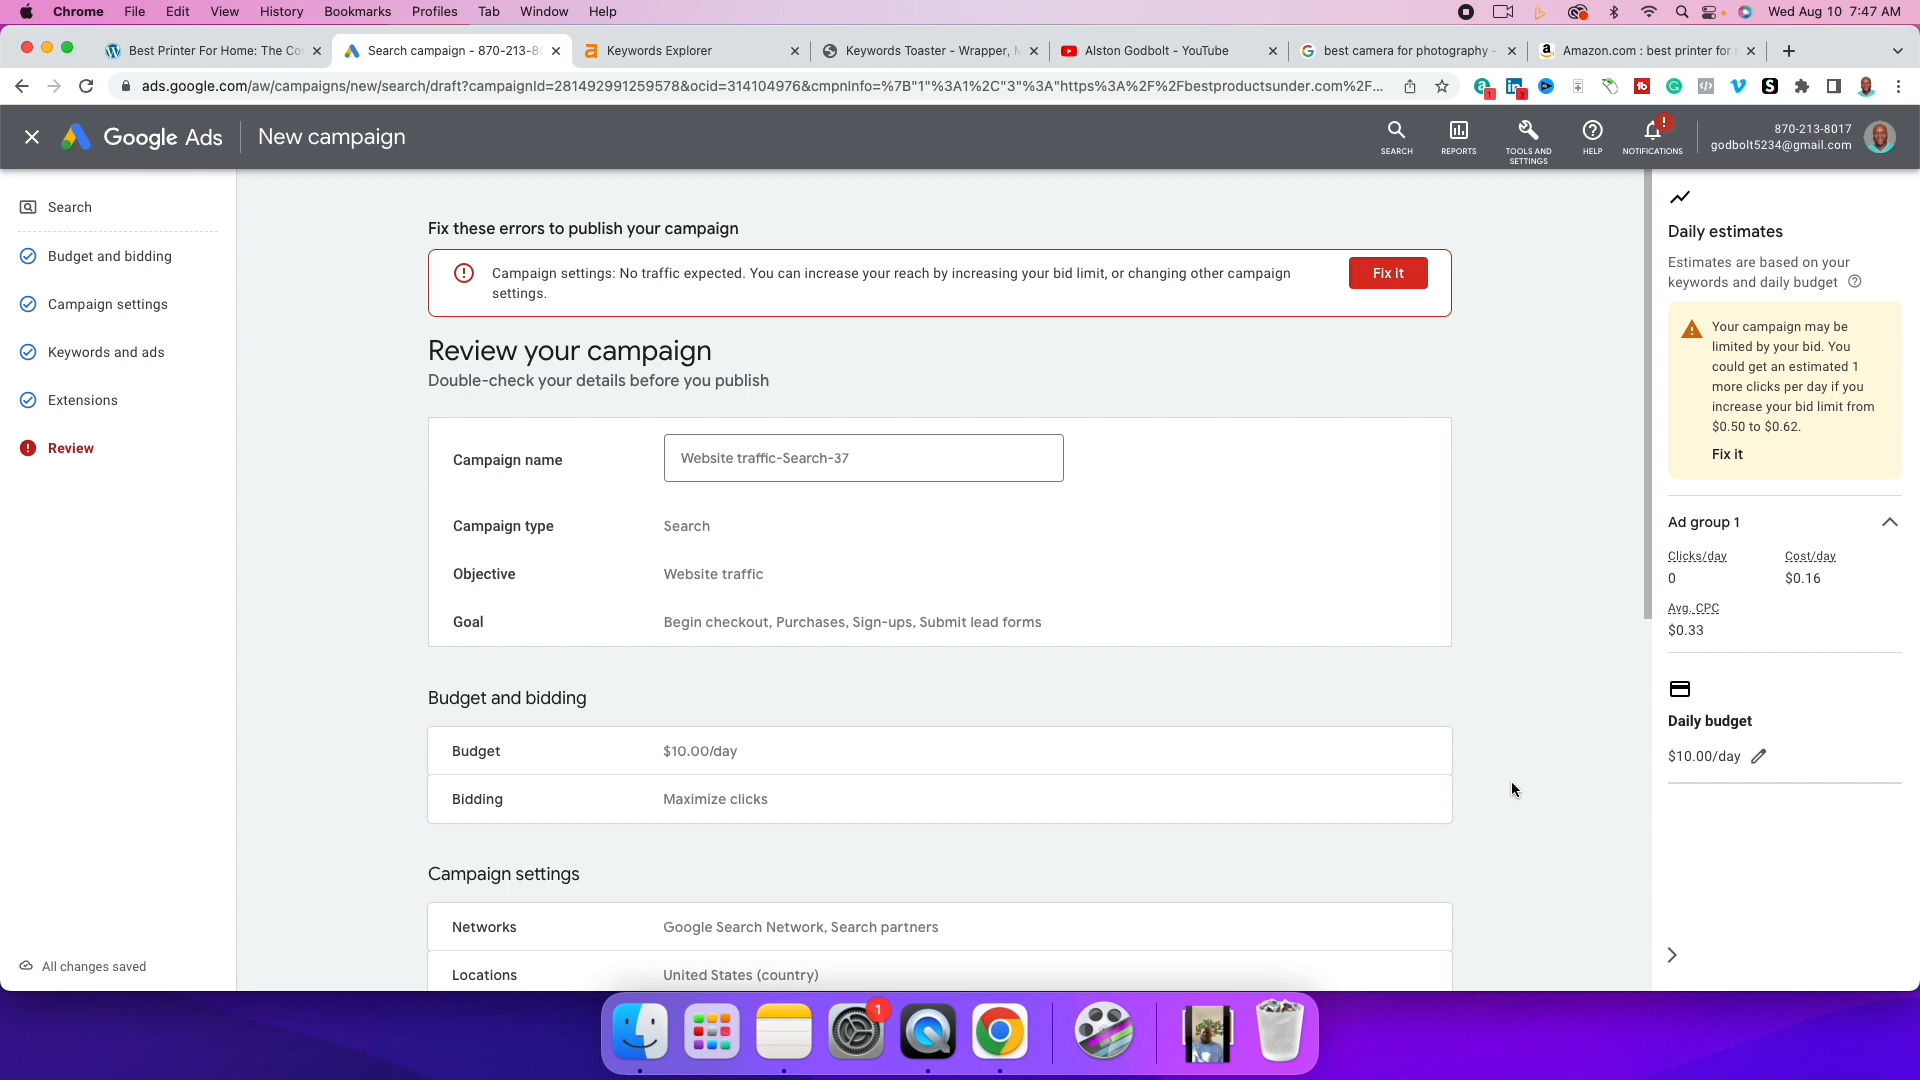 Chrome File Edit View History Bookmarks Profiles Tab Window Help Wed Aug 10 7:47 AM
Best Printer For Home: The Co
Search campaign - 870-213-8
Keywords Explorer
Keywords Toaster - Wrapper,
Alston Godbolt - YouTube
best camera for photography -
Amazon.com : best printer for
ads.google.com/aw/campaigns/new/search/draft?campaignId=281492991259578&ocid=314104976&cmpnInfo=%7B"1"%3A1%2C"3"%3A"https%3A%2F%2Fbestproductsunder.com%2F...
1
3
Google Ads New campaign
SEARCH
REPORTS
TOOLS AND
SETTINGS
HELP
NOTIFICATIONS
870-213-8017
godbolt5234@gmail.com
Search
Budget and bidding
Campaign settings
Keywords and ads
Extensions
Review
All changes saved
Fix these errors to publish your campaign
Campaign settings: No traffic expected. You can increase your reach by increasing your bid limit, or changing other campaign
settings.
Fix it
Review your campaign
Double-check your details before you publish
Campaign name Website traffic-Search-37
Campaign type Search
Objective Website traffic
Goal Begin checkout, Purchases, Sign-ups, Submit lead forms
Budget and bidding
Budget $10.00/day
Bidding Maximize clicks
Campaign settings
Networks Google Search Network, Search partners
Locations United States (country)
Daily estimates
Estimates are based on your
keywords and daily budget
Your campaign may be
limited by your bid. You
could get an estimated 1
more clicks per day if you
increase your bid limit from
$0.50 to $0.62.
Fix it
Ad group 1
Clicks/day Cost/day
0 $0.16
Avg. CPC
$0.33
Daily budget
$10.00/day
1